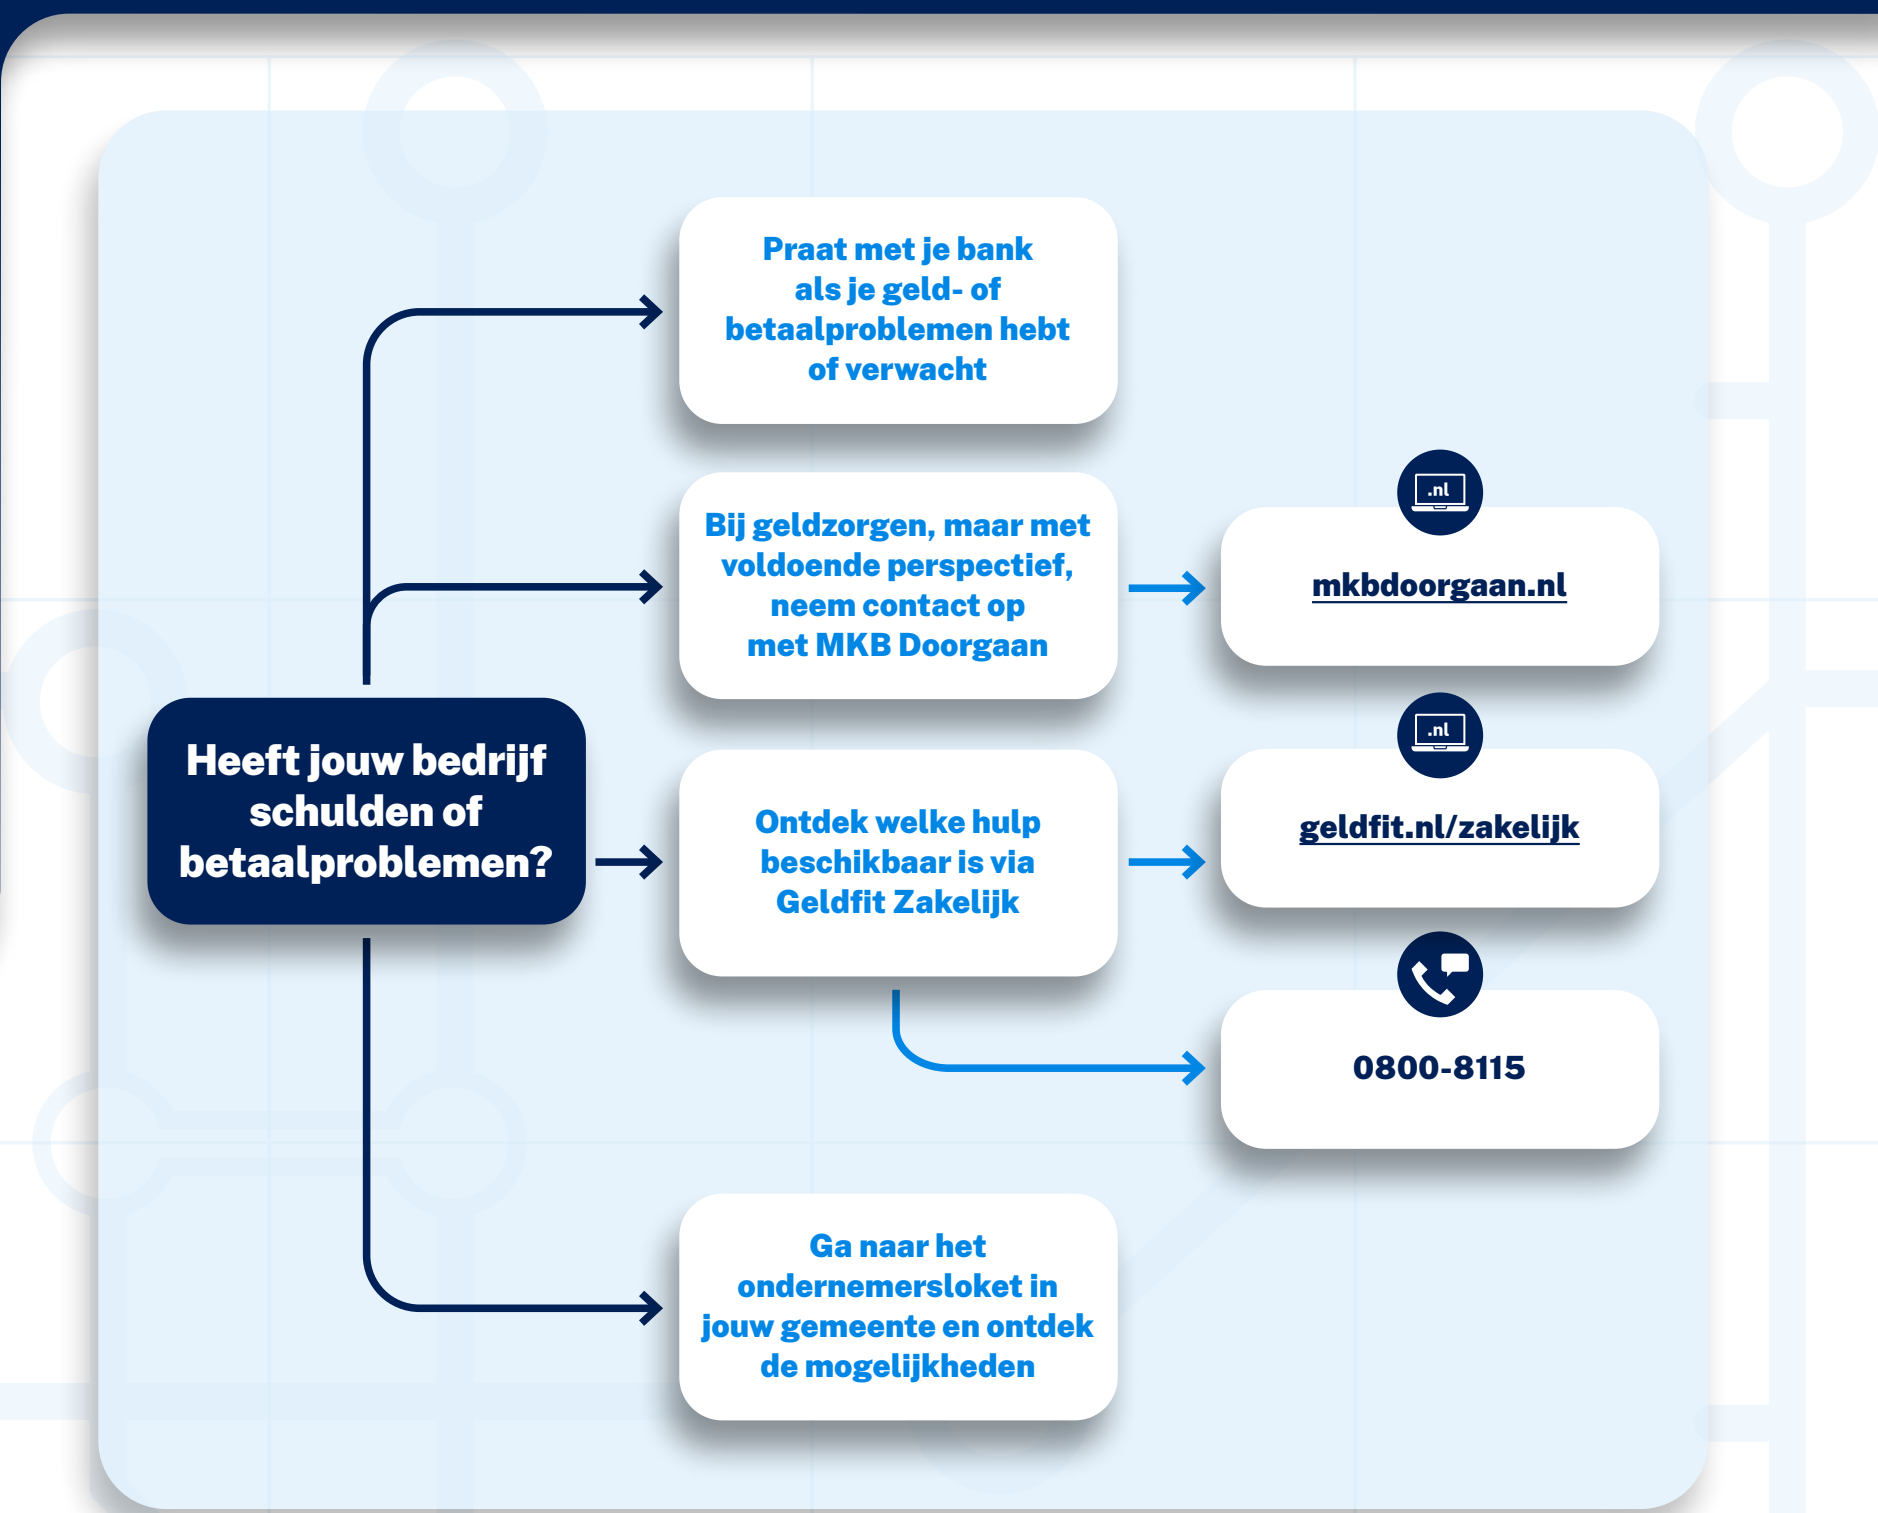 Praat met je bank
als je geld- of
betaalproblemen hebt
of verwacht
Bij geldzorgen, maar met
voldoende perspectief,
neem contact op
met MKB Doorgaan
.nl
mkbdoorgaan.nl
Heeft jouw bedrijf
schulden of
betaalproblemen?
Ontdek welke hulp
beschikbaar is via
Geldfit Zakelijk
.nl
geldfit.nl/zakelijk
0800-8115
Ga naar het
ondernemersloket in
jouw gemeente en ontdek
de mogelijkheden